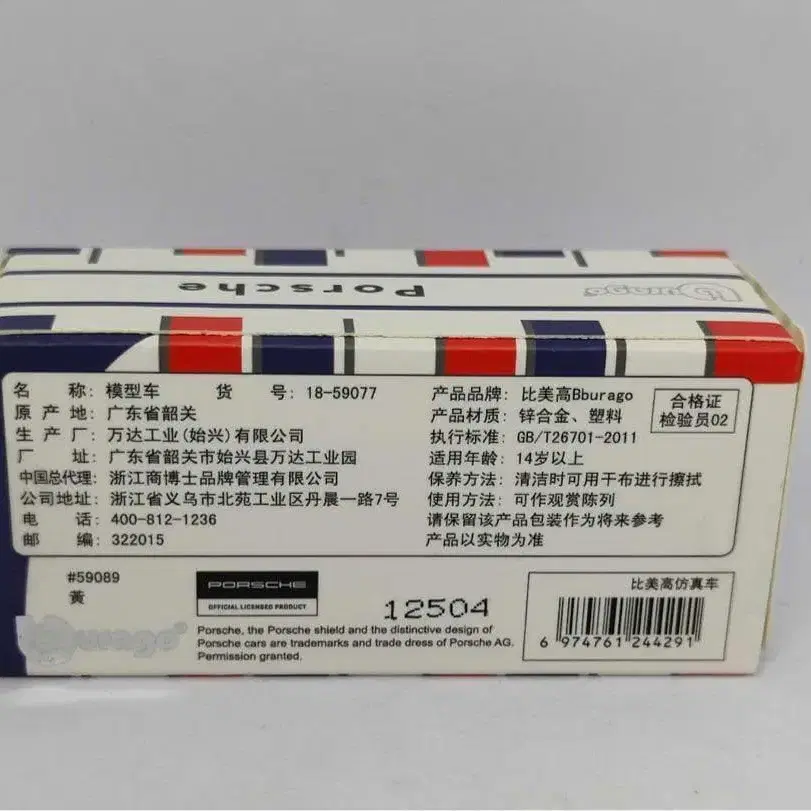 Porsche
burago
名 称: 模型车 货 号: 18-59077
原 产 地: 广东省韶关
生 产 厂: 万达工业(始兴)有限公司
厂 址: 广东省韶关市始兴县万达工业园
中国总代理: 浙江商博士品牌管理有限公司
公司地址: 浙江省义乌市北苑工业区丹晨一路7号
电 话: 400-812-1236
邮 编: 322015
产品品牌: 比美高Bburago
产品材质: 锌合金、塑料
执行标准: GB/T26701-2011
适用年龄: 14岁以上
保养方法: 清洁时可用干布进行擦拭
使用方法: 可作观赏陈列
请保留该产品包装作为将来参考
产品以实物为准
合格证
检验员02
#59089
黄
burago®
PORSCHE
OFFICIAL LICENSED PRODUCT
12504
Porsche, the Porsche shield and the distinctive design of
Porsche cars are trademarks and trade dress of Porsche AG.
Permission granted.
比美高仿真车
6 974761 244291